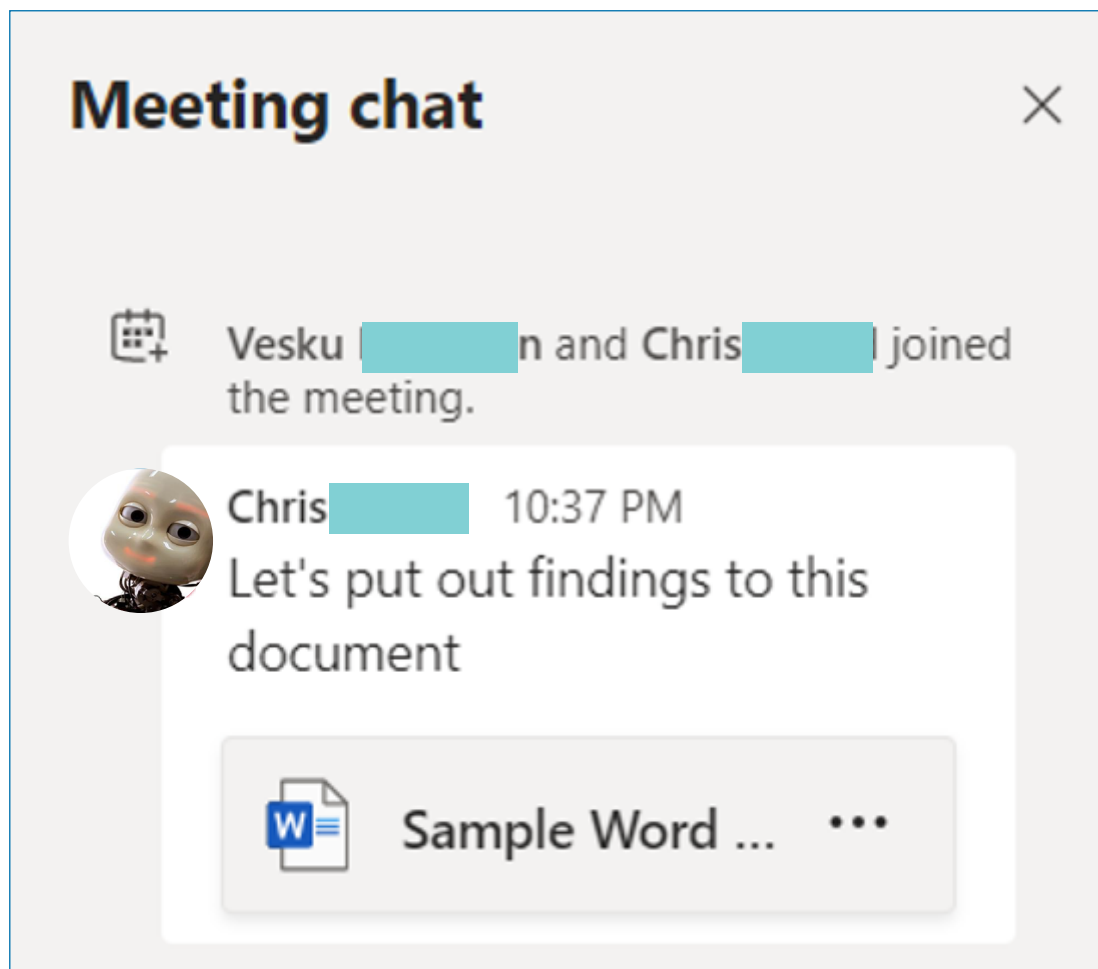 Meeting chat
Vesku n and Chris joined
the meeting.
Chris 10:37 PM
Let's put out findings to this
document
W
Sample Word ...